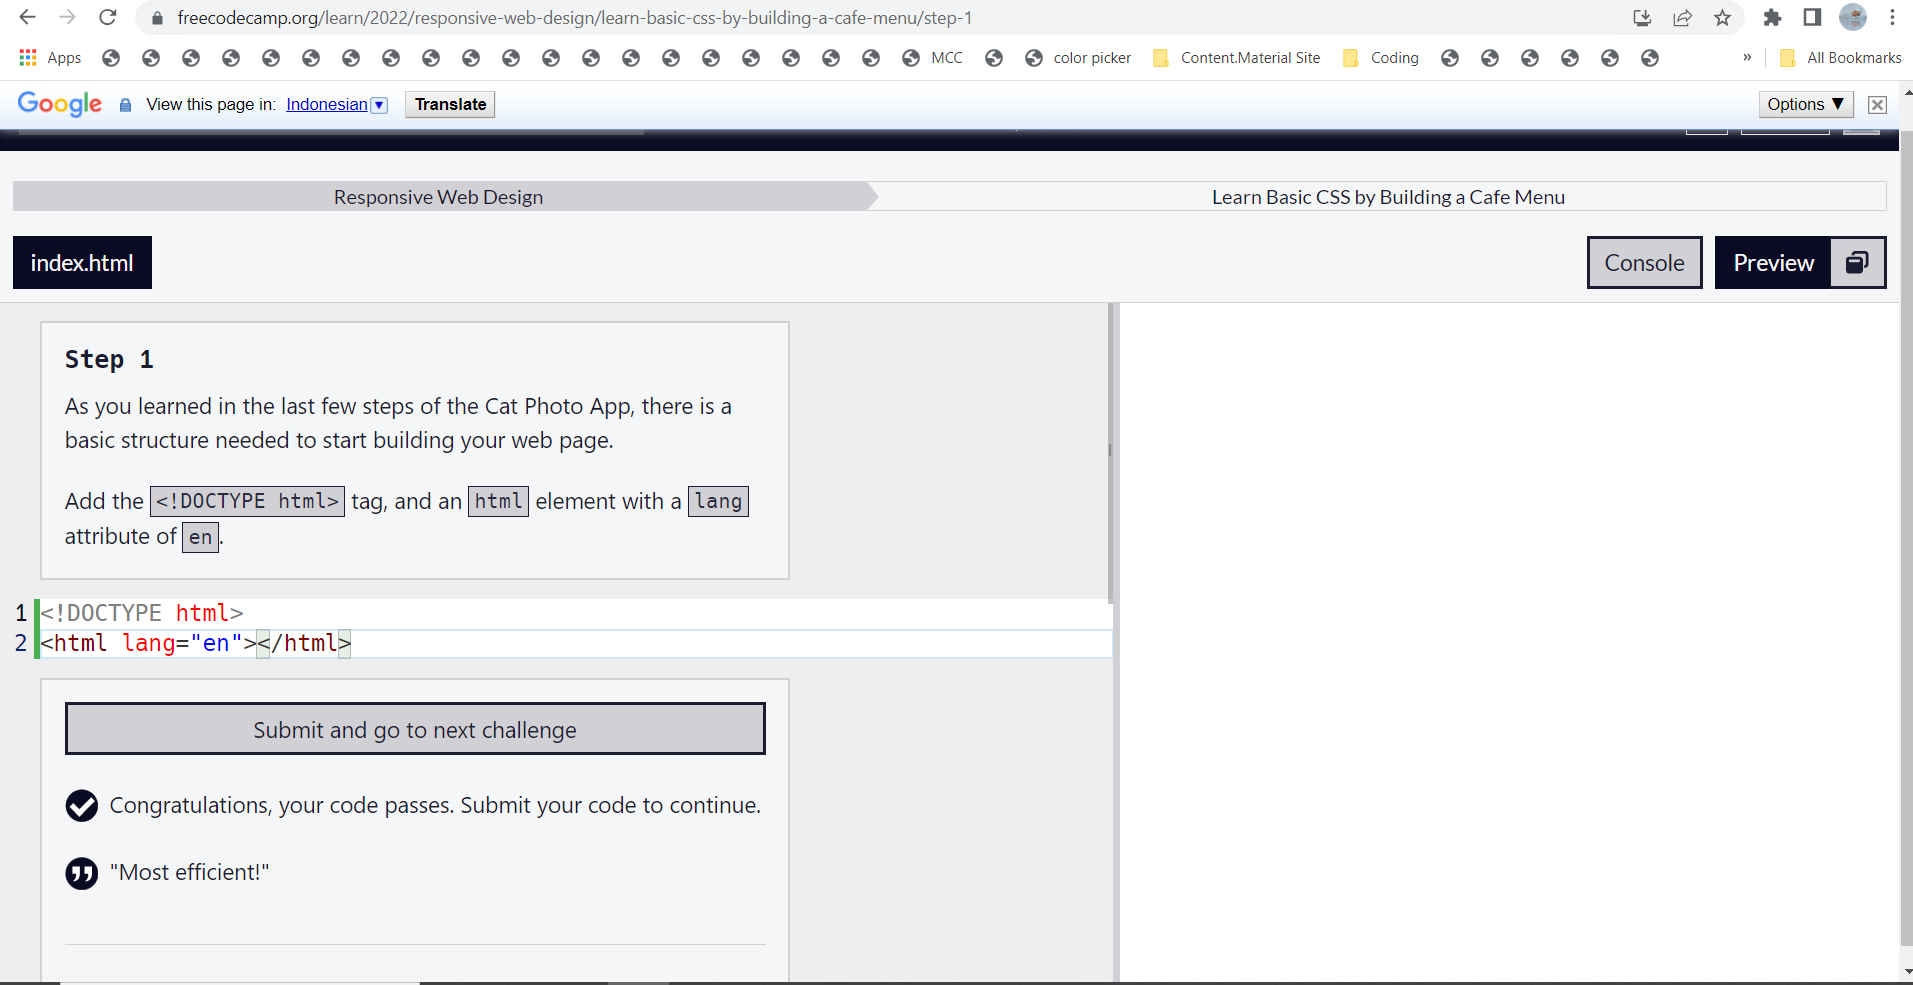 freecodecamp.org/learn/2022/responsive-web-design/learn-basic-css-by-building-a-cafe-menu/step-1
Apps MCC color picker Content.Material Site Coding » All Bookmarks
Google View this page in: Indonesian Translate Options ▼
Responsive Web Design Learn Basic CSS by Building a Cafe Menu
index.html Console Preview
Step 1
As you learned in the last few steps of the Cat Photo App, there is a
basic structure needed to start building your web page.
Add the <!DOCTYPE html> tag, and an html element with a lang
attribute of en.
1 <!DOCTYPE html>
2 <html lang="en"></html>
Submit and go to next challenge
Congratulations, your code passes. Submit your code to continue.
"Most efficient!"